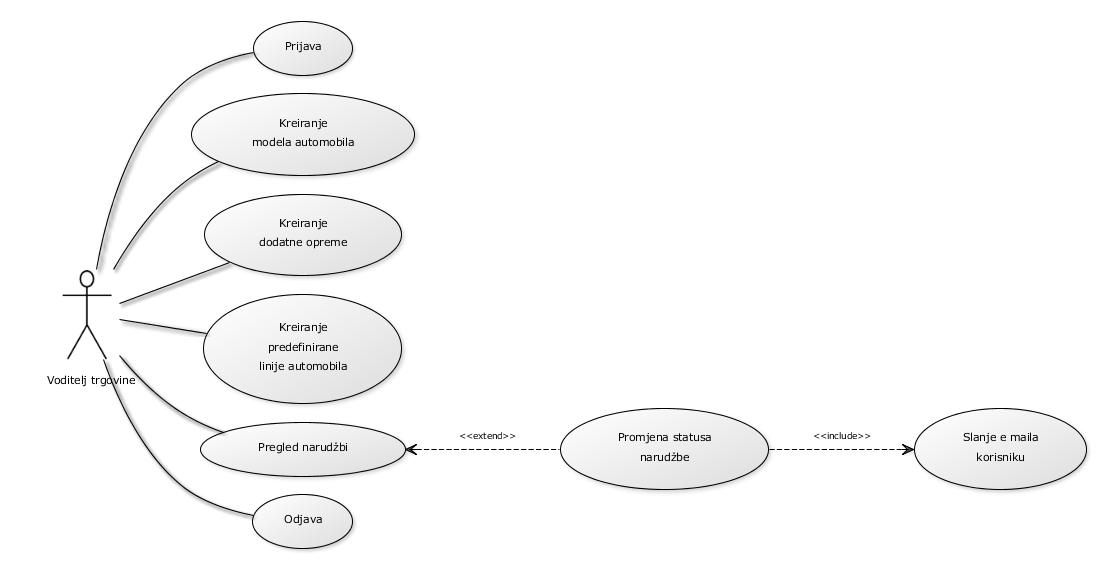 Prijava
Kreiranje
modela automobila
Kreiranje
dodatne opreme
Kreiranje
predefinirane
linije automobila
Voditelj trgovine
Pregled narudžbi
<<extend>>
Promjena statusa
narudžbe
<<include>>
Slanje e maila
korisniku
Odjava